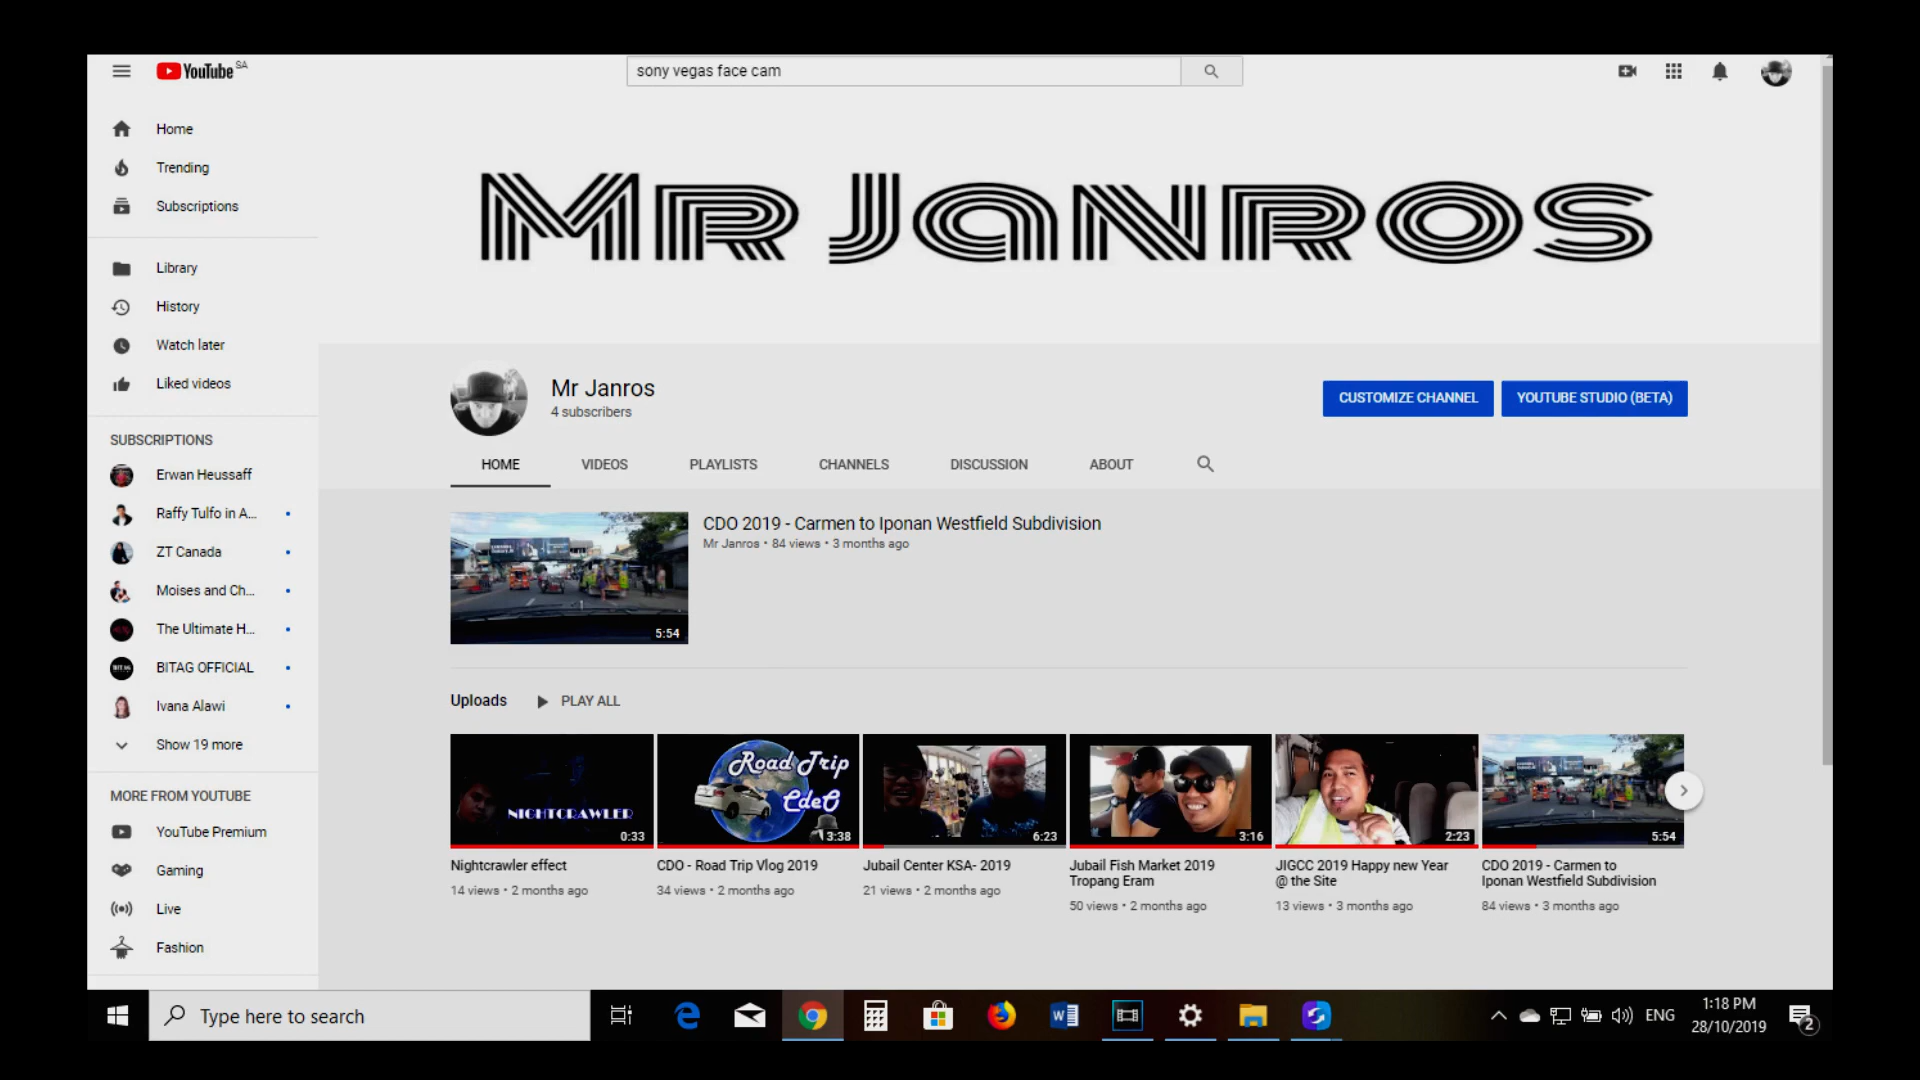 YouTube SA
sony vegas face cam
Home
Trending
Subscriptions
Library
History
Watch later
Liked videos
SUBSCRIPTIONS
Erwan Heussaff
Raffy Tulfo in A...
ZT Canada
Moises and Ch...
The Ultimate H...
BITAG OFFICIAL
Ivana Alawi
Show 19 more
MORE FROM YOUTUBE
YouTube Premium
Gaming
Live
Fashion
Mr Janros
Mr Janros
4 subscribers
CUSTOMIZE CHANNEL
YOUTUBE STUDIO (BETA)
HOME VIDEOS PLAYLISTS CHANNELS DISCUSSION ABOUT
5:54
CDO 2019 - Carmen to Iponan Westfield Subdivision
Mr Janros • 84 views • 3 months ago
Uploads PLAY ALL
NIGHTCRAWLER
0:33
Nightcrawler effect
14 views • 2 months ago
Road Trip
CdeO
3:38
CDO - Road Trip Vlog 2019
34 views • 2 months ago
6:23
Jubail Center KSA- 2019
21 views • 2 months ago
3:16
Jubail Fish Market 2019
Tropang Eram
50 views • 2 months ago
2:23
JIGCC 2019 Happy new Year
@ the Site
13 views • 3 months ago
5:54
CDO 2019 - Carmen to
Iponan Westfield Subdivision
84 views • 3 months ago
Type here to search
ENG
1:18 PM
28/10/2019
2